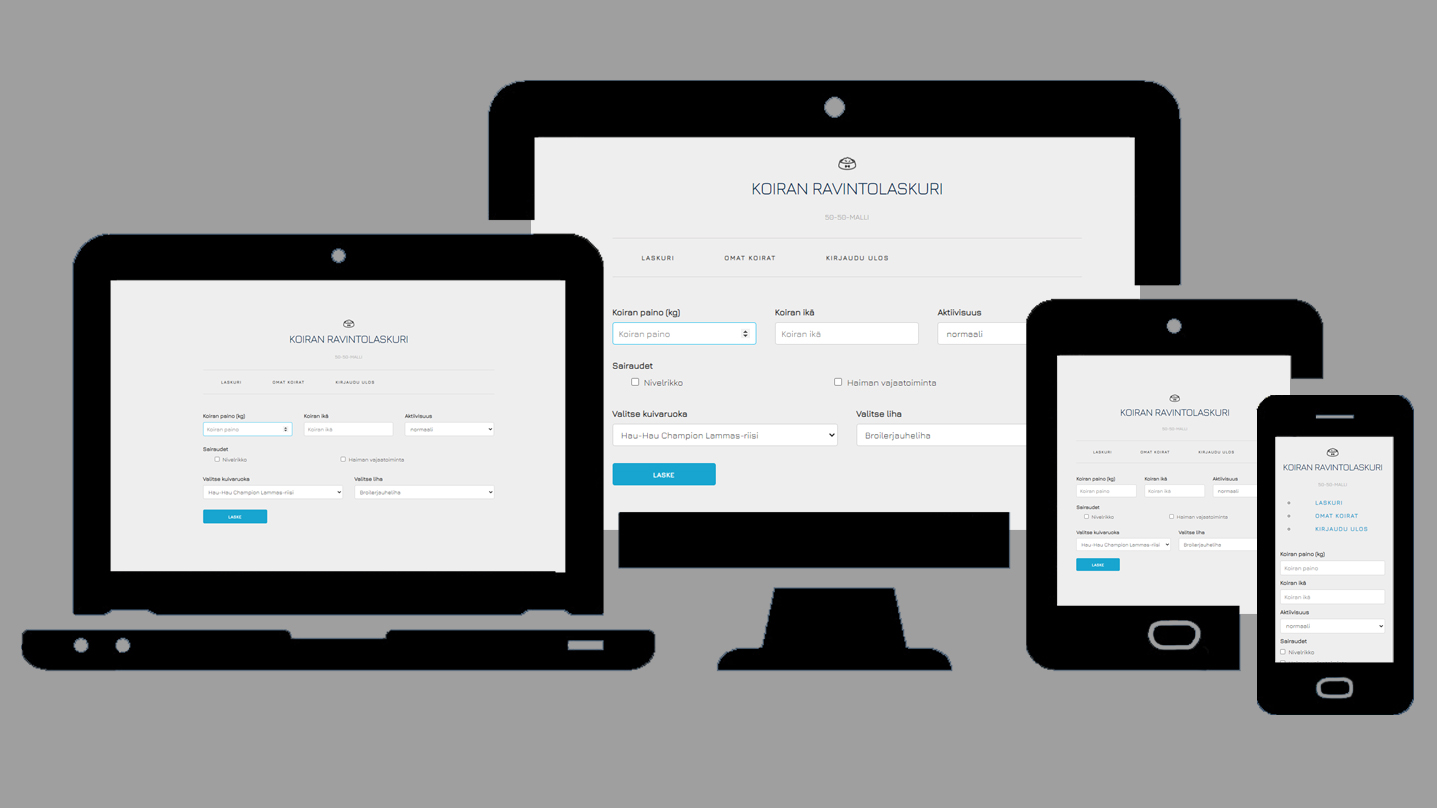 KOIRAN RAVINTOLASKURI
50-50-MALLI
LASKURI OMAT KOIRAT KIRJAUDU ULOS
Koiran paino (kg) Koiran ikä Aktiivisuus
Koiran paino Koiran ikä normaali
Sairaudet
Nivelrikko Haiman vajaatoiminta
Valitse kuivaruoka Valitse liha
Hau-Hau Champion Lammas-riisi Broilerjauheliha
LASKE
KOIRAN RAVINTOLASKURI
50-50-MALLI
LASKURI OMAT KOIRAT KIRJAUDU ULOS
Koiran paino (kg) Koiran ikä Aktiivisuus
Koiran paino Koiran ikä normaali
Sairaudet
Nivelrikko Haiman vajaatoiminta
Valitse kuivaruoka Valitse liha
Hau-Hau Champion Lammas-riisi Broilerjauheliha
LASKE
KOIRAN RAVINTOLASKURI
50-50-MALLI
LASKURI OMAT KOIRAT KIRJAUDU ULOS
Koiran paino (kg) Koiran ikä Aktiivisuus
Koiran paino Koiran ikä normaali
Sairaudet
Nivelrikko Haiman vajaatoiminta
Valitse kuivaruoka Valitse liha
Hau-Hau Champion Lammas-riisi Broilerjauheliha
LASKE
KOIRAN RAVINTOLASKURI
50-50-MALLI
LASKURI
OMAT KOIRAT
KIRJAUDU ULOS
Koiran paino (kg)
Koiran paino
Koiran ikä
Koiran ikä
Aktiivisuus
normaali
Sairaudet
Nivelrikko